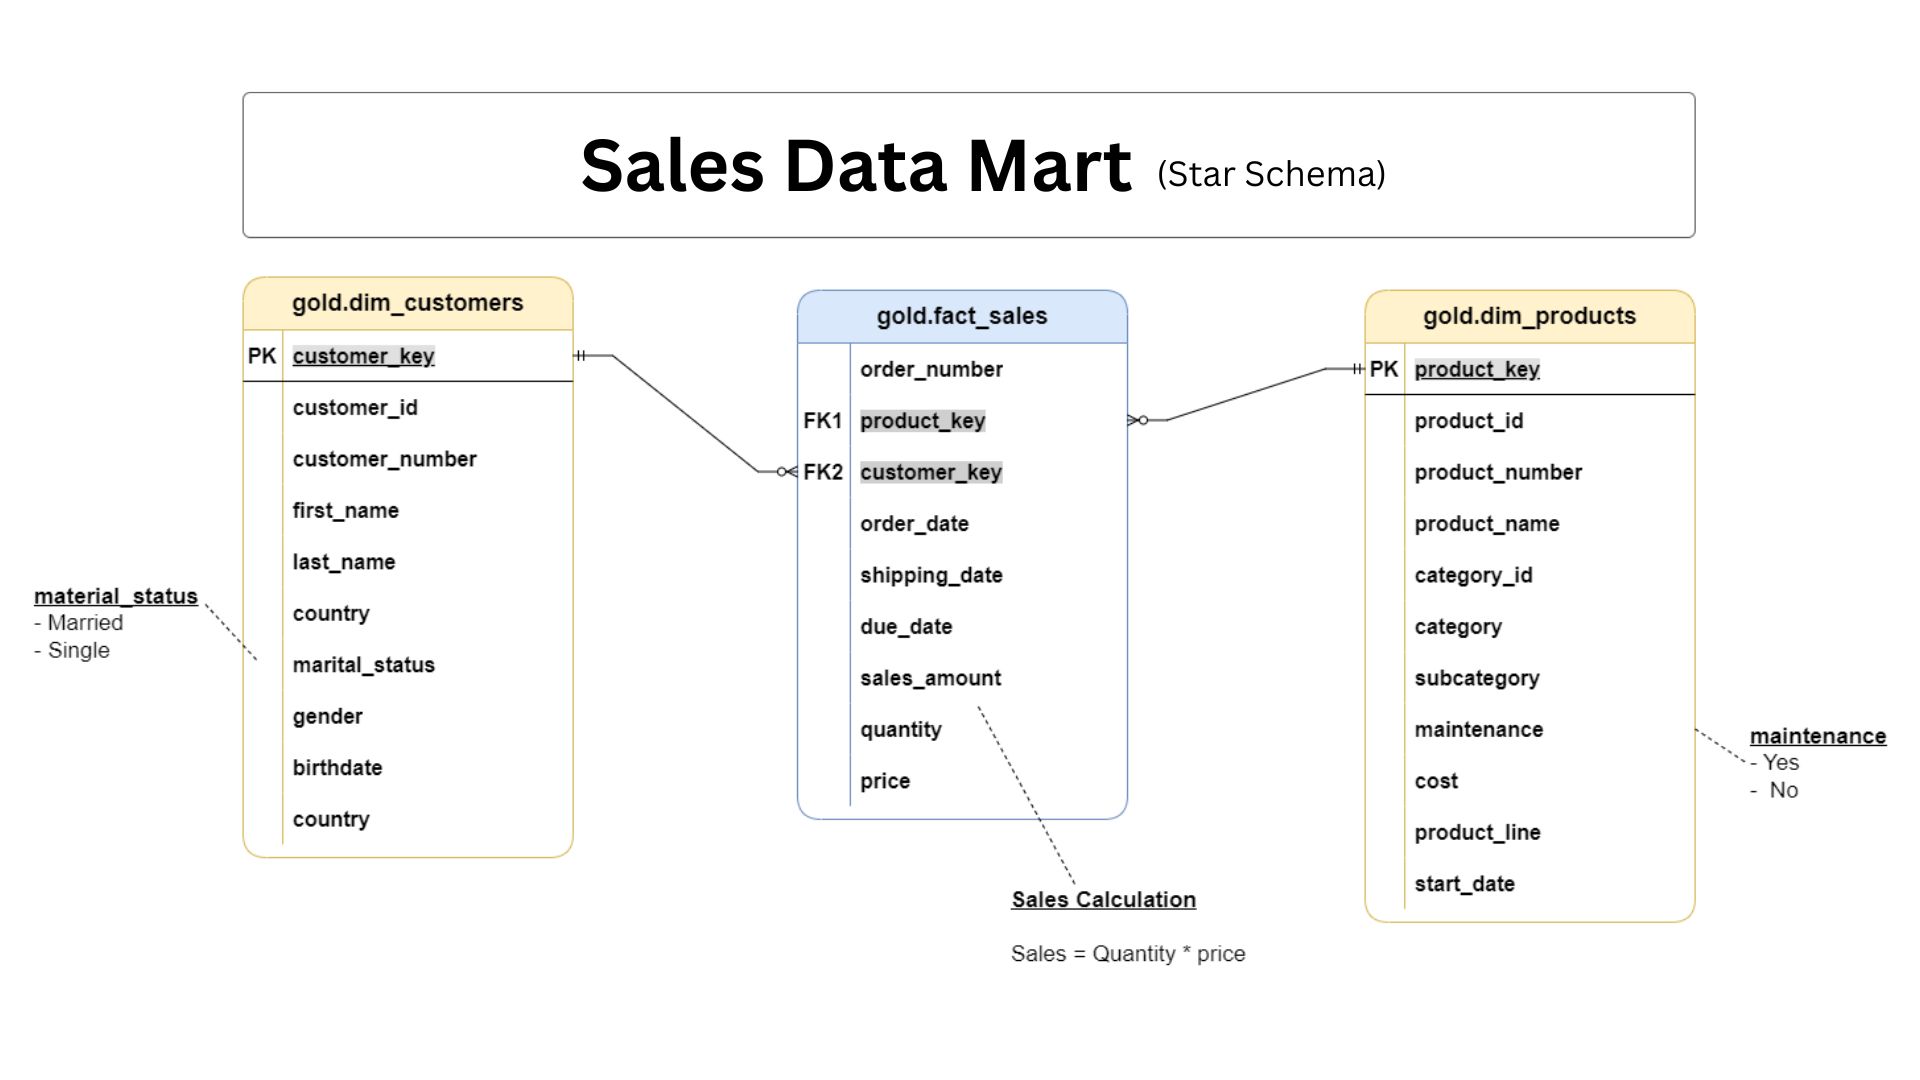 Sales Data Mart (Star Schema)
gold.dim_customers
PK customer_key
customer_id
customer_number
first_name
last_name
country
marital_status
gender
birthdate
country
material_status
- Married
- Single
gold.fact_sales
order_number
FK1 product_key
FK2 customer_key
order_date
shipping_date
due_date
sales_amount
quantity
price
Sales Calculation
Sales = Quantity * price
gold.dim_products
PK product_key
product_id
product_number
product_name
category_id
category
subcategory
maintenance
cost
product_line
start_date
maintenance
- Yes
- No